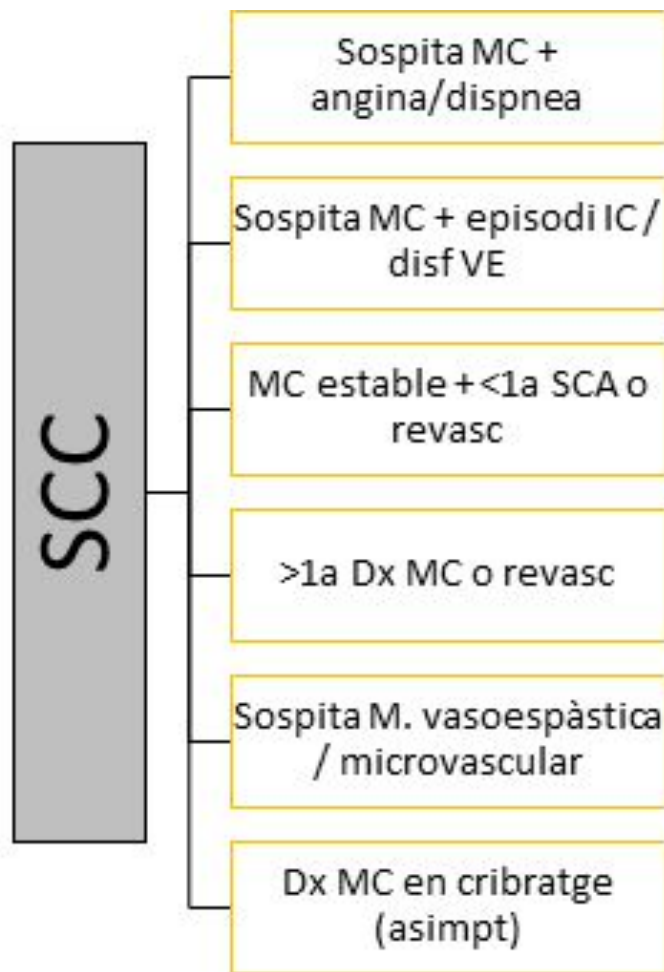 SCC
Sospita MC +
angina/dispnea
Sospita MC + episodi IC /
disf VE
MC estable + <1a SCA o
revasc
>1a Dx MC o revasc
Sospita M. vasoespàstica
/ microvascular
Dx MC en cribratge
(asimpt)